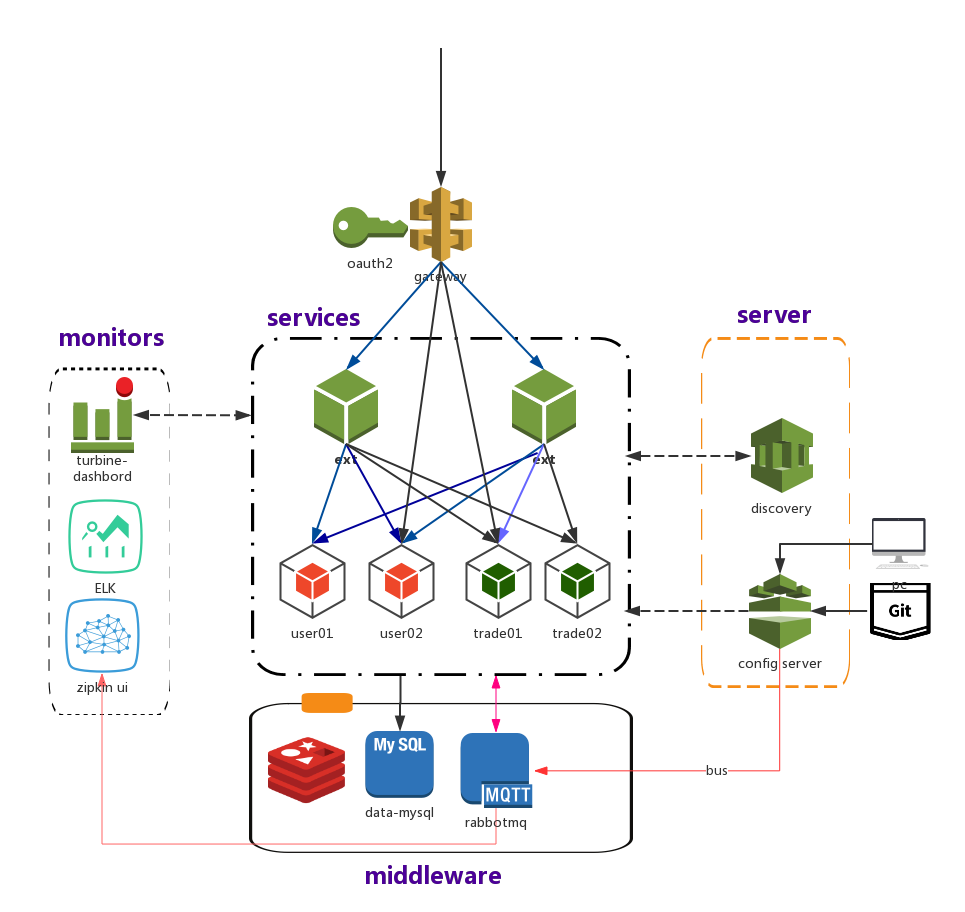 oauth2
gateway
services
server
monitors
turbine-
dashbord
ext
ext
discovery
ELK
pc
Git
user01
user02
trade01
trade02
config server
zipkin ui
My SQL
MQTT
bus
data-mysql
rabbotmq
middleware